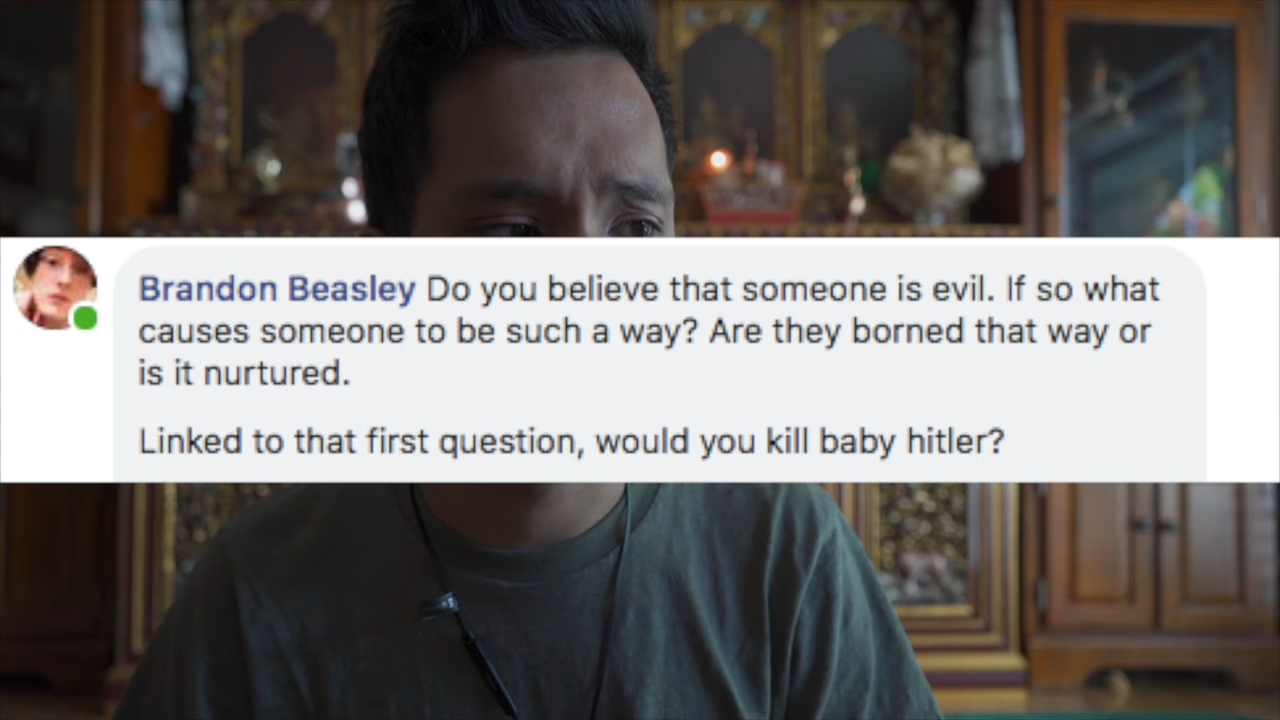 Brandon Beasley Do you believe that someone is evil. If so what
causes someone to be such a way? Are they borned that way or
is it nurtured.
Linked to that first question, would you kill baby hitler?